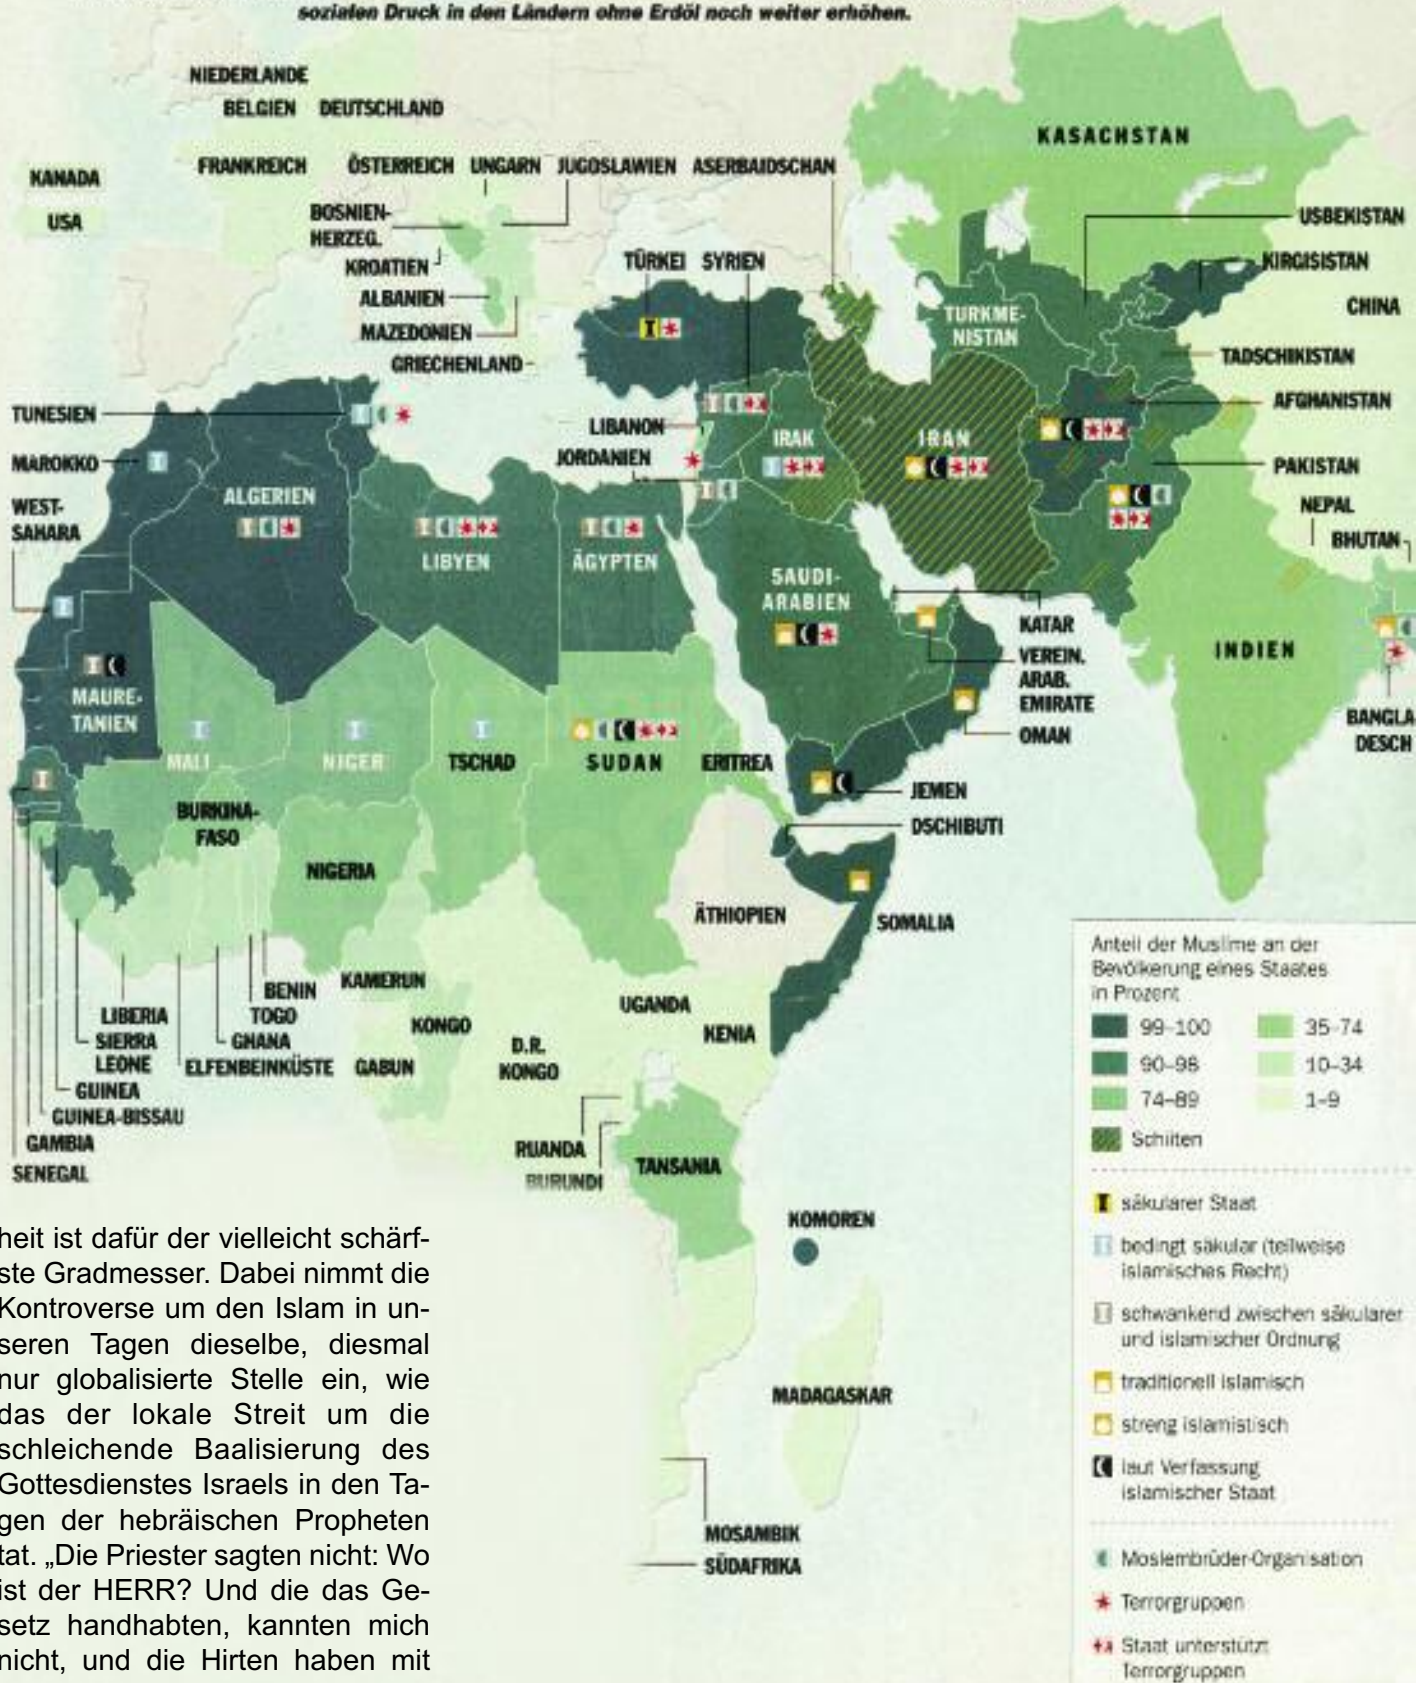 sozialen Druck in den Ländern ohne Erdöl noch weiter erhöhen.
NIEDERLANDE
BELGIEN DEUTSCHLAND
KASACHSTAN
KANADA
FRANKREICH ÖSTERREICH UNGARN JUGOSLAWIEN ASERBAIDSCHAN
USA
BOSNIEN-
HERZEG.
USBEKISTAN
KROATIEN
TÜRKEI SYRIEN
KIRGISISTAN
ALBANIEN
CHINA
MAZEDONIEN
TURKME-
NISTAN
GRIECHENLAND
TADSCHIKISTAN
TUNESIEN
AFGHANISTAN
LIBANON
IRAK
IRAN
MAROKKO
JORDANIEN
PAKISTAN
WEST-
SAHARA
ALGERIEN
NEPAL
BHUTAN
LIBYEN
ÄGYPTEN
SAUDI-
ARABIEN
KATAR
VEREIN.
ARAB.
EMIRATE
INDIEN
MAURE-
TANIEN
OMAN
BANGLA
DESCH
MALI
NIGER
TSCHAD
SUDAN
ERITREA
JEMEN
BURKINA-
FASO
DSCHIBUTI
NIGERIA
ÄTHIOPIEN
SOMALIA
KAMERUN
BENIN
UGANDA
LIBERIA
TOGO
KONGO
KENIA
SIERRA
LEONE
GHANA
D.R.
KONGO
ELFENBEINKÜSTE
GABUN
GUINEA
GUINEA-BISSAU
GAMBIA
SENEGAL
RUANDA
BURUNDI
TANSANIA
KOMOREN
MADAGASKAR
MOSAMBIK
SÜDAFRIKA
Anteil der Muslime an der
Bevölkerung eines Staates
in Prozent
99-100
35-74
90-98
10-34
74-89
1-9
Schiiten
säkularer Staat
bedingt säkular (teilweise
islamisches Recht)
schwankend zwischen säkularer
und islamischer Ordnung
traditionell islamisch
streng islamistisch
laut Verfassung
islamischer Staat
Moslembrüder-Organisation
Terrorgruppen
Staat unterstützt
Terrorgruppen
heit ist dafür der vielleicht schärf-
ste Gradmesser. Dabei nimmt die
Kontroverse um den Islam in un-
seren Tagen dieselbe, diesmal
nur globalisierte Stelle ein, wie
das der lokale Streit um die
schleichende Baalisierung des
Gottesdienstes Israels in den Ta-
gen der hebräischen Propheten
tat. „Die Priester sagten nicht: Wo
ist der HERR? Und die das Ge-
setz handhabten, kannten mich
nicht, und die Hirten haben mit